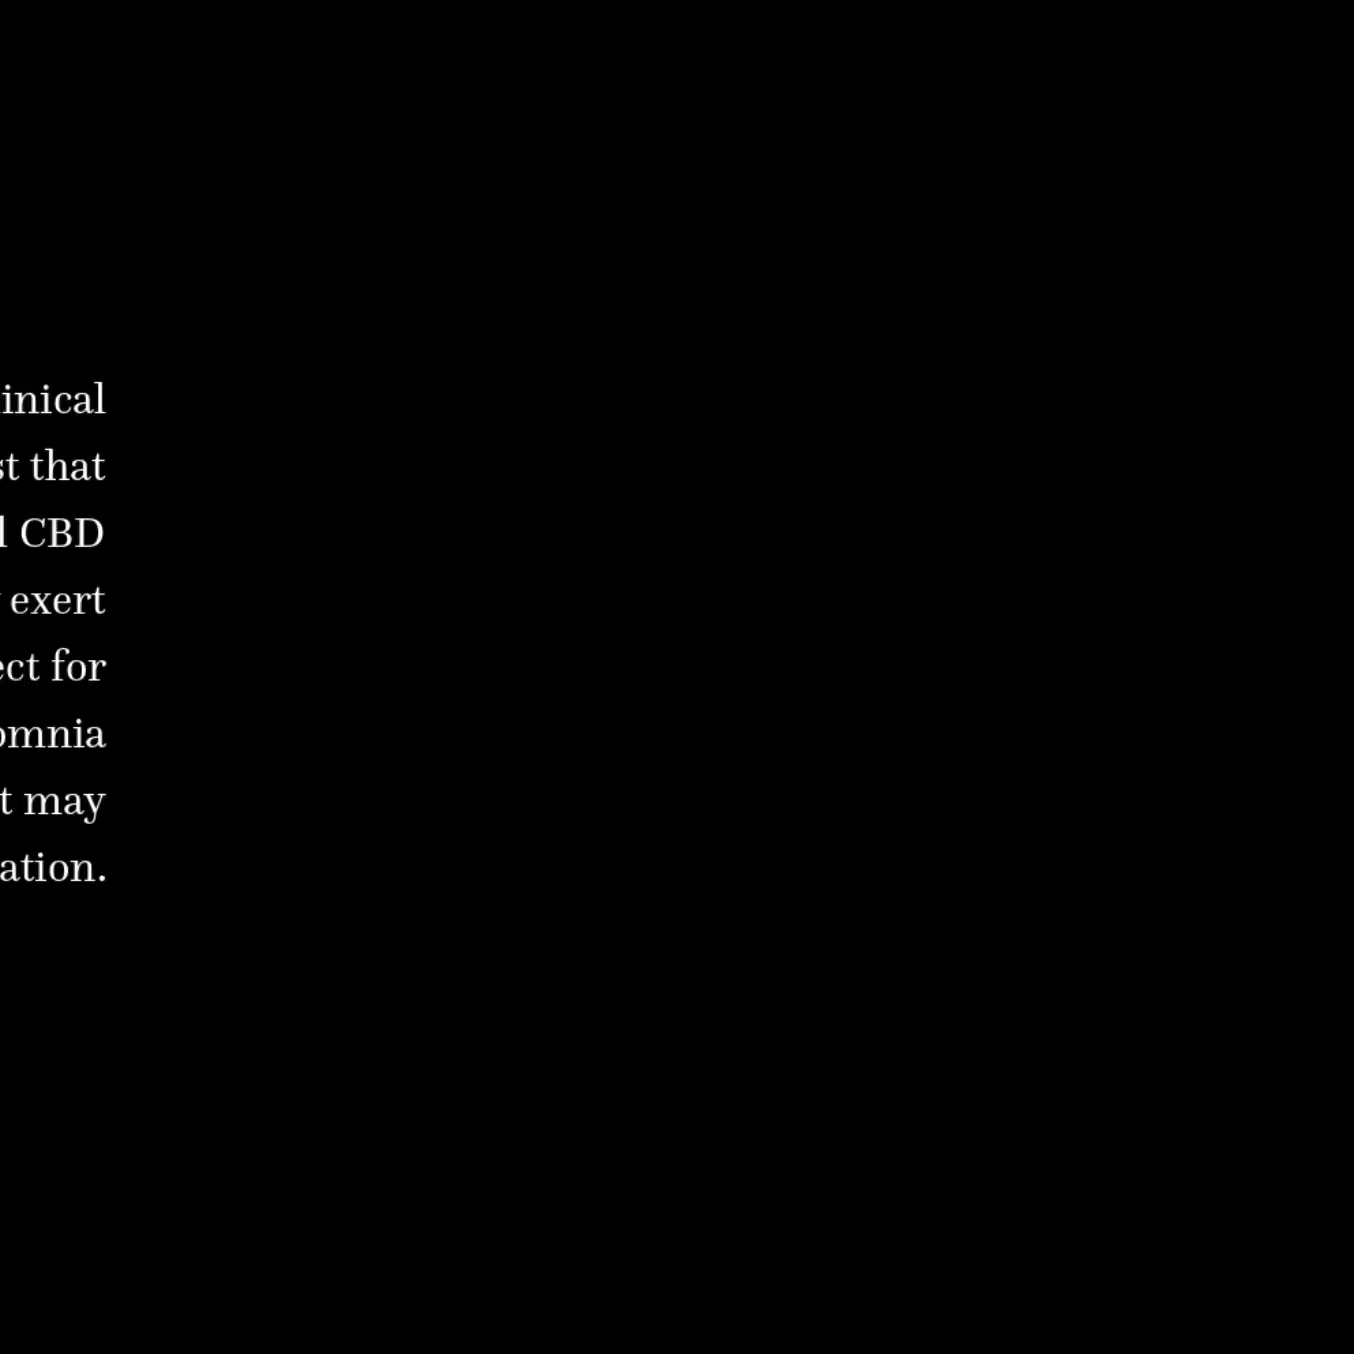 inical
st that
l CBD
exert
ect for
omnia
t may
ation.